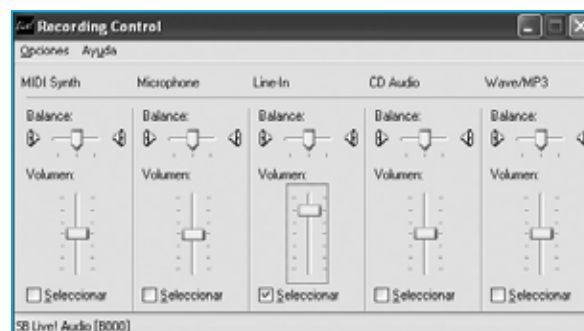 Recording Control
Opciones Ayuda
MIDI Synth Microphone Line-In CD Audio Wave/MP3
Balance: Balance: Balance: Balance: Balance:
Volumen: Volumen: Volumen: Volumen: Volumen:
Seleccionar Seleccionar Seleccionar Seleccionar Seleccionar
SB Live! Audio [B000]